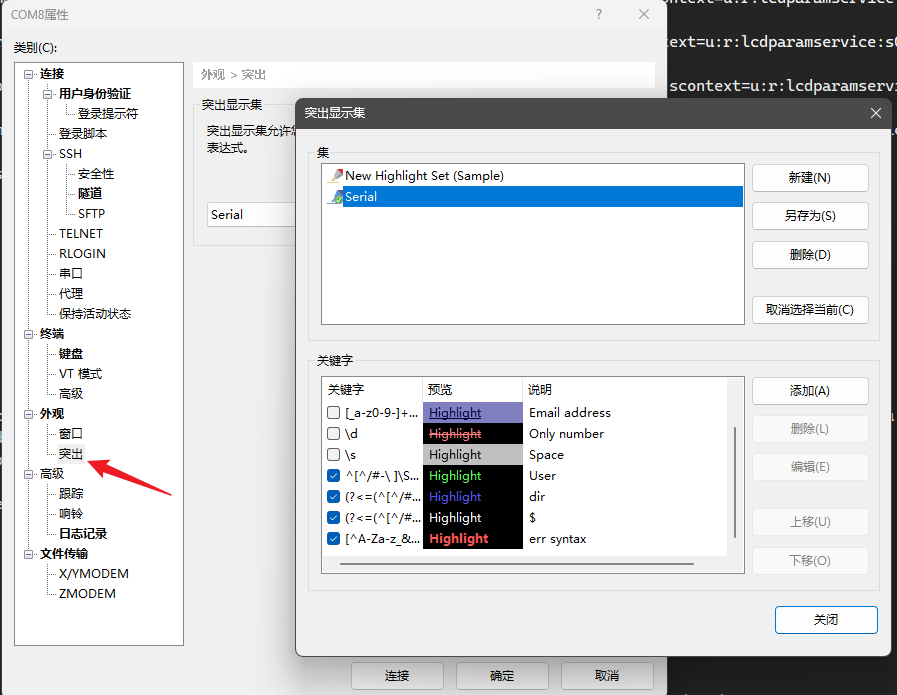 COM8属性
ontext=u:r:lcdparamservice
类别(C):
ext=u:r:lcdparamservice:s0
scontext=u:r:lcdparamserv
连接
用户身份验证
登录提示符
登录脚本
SSH
安全性
隧道
SFTP
TELNET
RLOGIN
串口
代理
保持活动状态
终端
键盘
VT 模式
高级
外观
窗口
突出
高级
跟踪
响铃
日志记录
文件传输
X/YMODEM
ZMODEM
外观 > 突出
突出显示集
突出显示集允许您
表达式。
Serial
连接
确定
取消
突出显示集
集
New Highlight Set (Sample)
Serial
新建(N)
另存为(S)
删除(D)
取消选择当前(C)
关键字
关键字 预览 说明
[_a-z0-9-]+... Highlight Email address
\d Highlight Only number
\s Highlight Space
^[^/#-\ ]\S... Highlight User
(?<=(^[^/#... Highlight dir
(?<=(^[^/#... Highlight $
[^A-Za-z_&... Highlight err syntax
添加(A)
删除(L)
编辑(E)
上移(U)
下移(O)
关闭